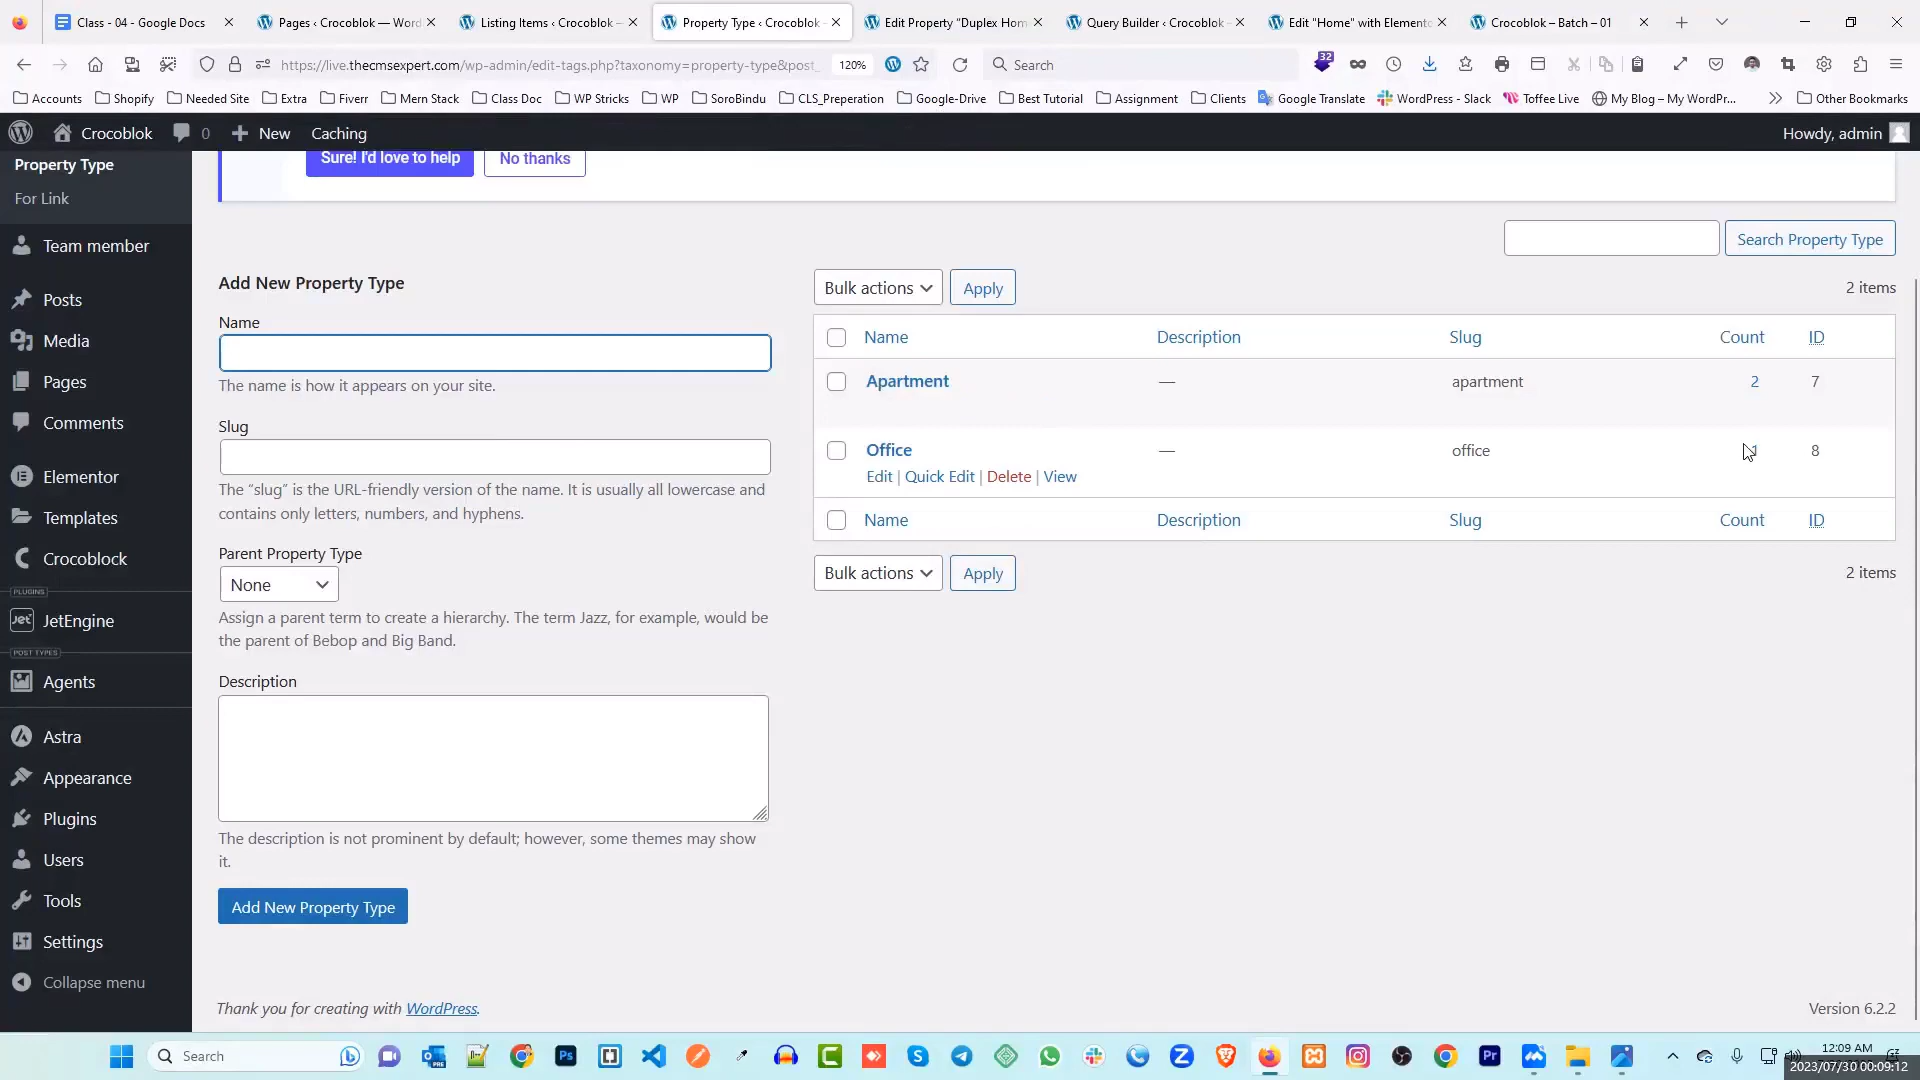 Class - 04 - Google Docs
Pages ‹ Crocoblok — Word
Listing Items ‹ Crocoblok —
Property Type ‹ Crocoblok
Edit Property "Duplex Hom
Query Builder ‹ Crocoblok
Edit "Home" with Elemento
Crocoblok – Batch – 01
https://live.thecmsexpert.com/wp-admin/edit-tags.php?taxonomy=property-type&post_
120%
Search
32
Accounts
Shopify
Needed Site
Extra
Fiverr
Mern Stack
Class Doc
WP Stricks
WP
SoroBindu
CLS_Preperation
Google-Drive
Best Tutorial
Assignment
Clients
Google Translate
WordPress - Slack
Toffee Live
My Blog – My WordPr...
Other Bookmarks
Crocoblok
0
New
Caching
Howdy, admin
Property Type
For Link
Team member
Posts
Media
Pages
Comments
Elementor
Templates
Crocoblock
PLUGINS
JetEngine
POST TYPES
Agents
Astra
Appearance
Plugins
Users
Tools
Settings
Collapse menu
Sure! I'd love to help
No thanks
Search Property Type
Add New Property Type
Name
The name is how it appears on your site.
Slug
The “slug” is the URL-friendly version of the name. It is usually all lowercase and
contains only letters, numbers, and hyphens.
Parent Property Type
None
Assign a parent term to create a hierarchy. The term Jazz, for example, would be
the parent of Bebop and Big Band.
Description
The description is not prominent by default; however, some themes may show
it.
Add New Property Type
Bulk actions
Apply
2 items
Name Description Slug Count ID
Apartment — apartment 2 7
Office — office 1 8
Edit | Quick Edit | Delete | View
Name Description Slug Count ID
Bulk actions
Apply
2 items
Thank you for creating with WordPress.
Version 6.2.2
Search
12:09 AM
2023/07/30 00:09:12